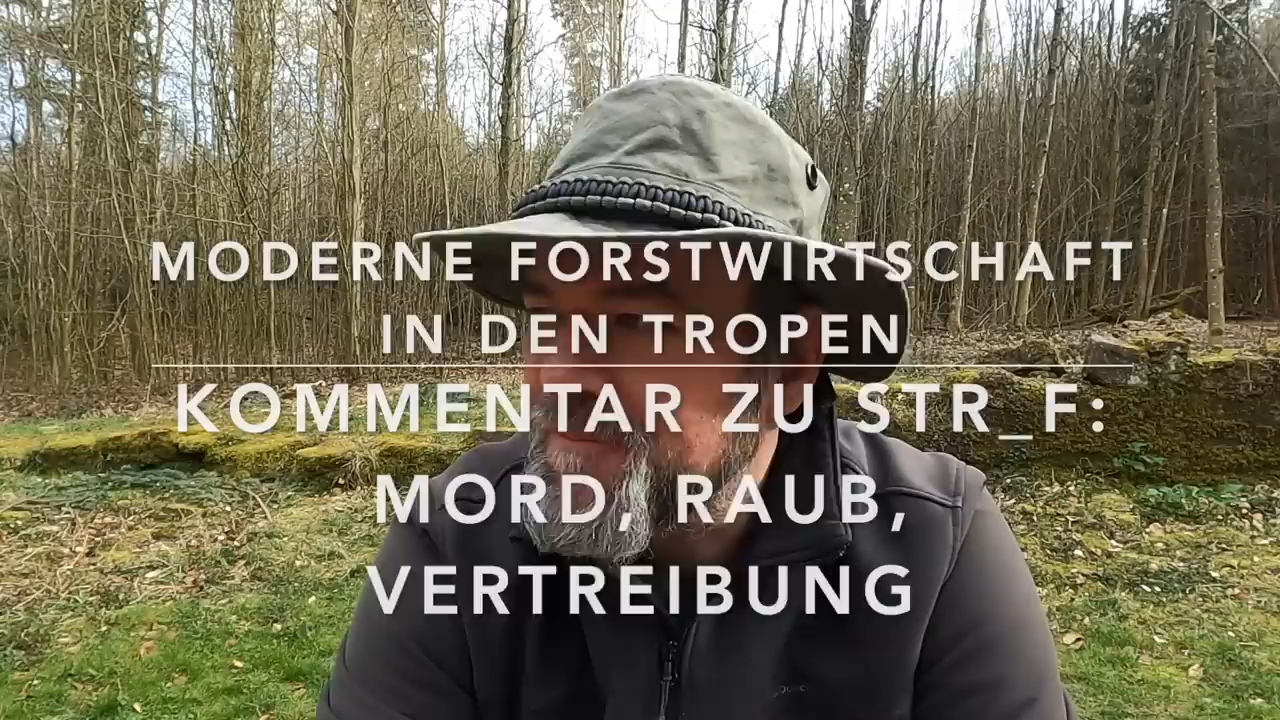 MODERNE FORSTWIRTSCHAFT
IN DEN TROPEN
KOMMENTAR ZU STR_F:
MORD, RAUB,
VERTREIBUNG